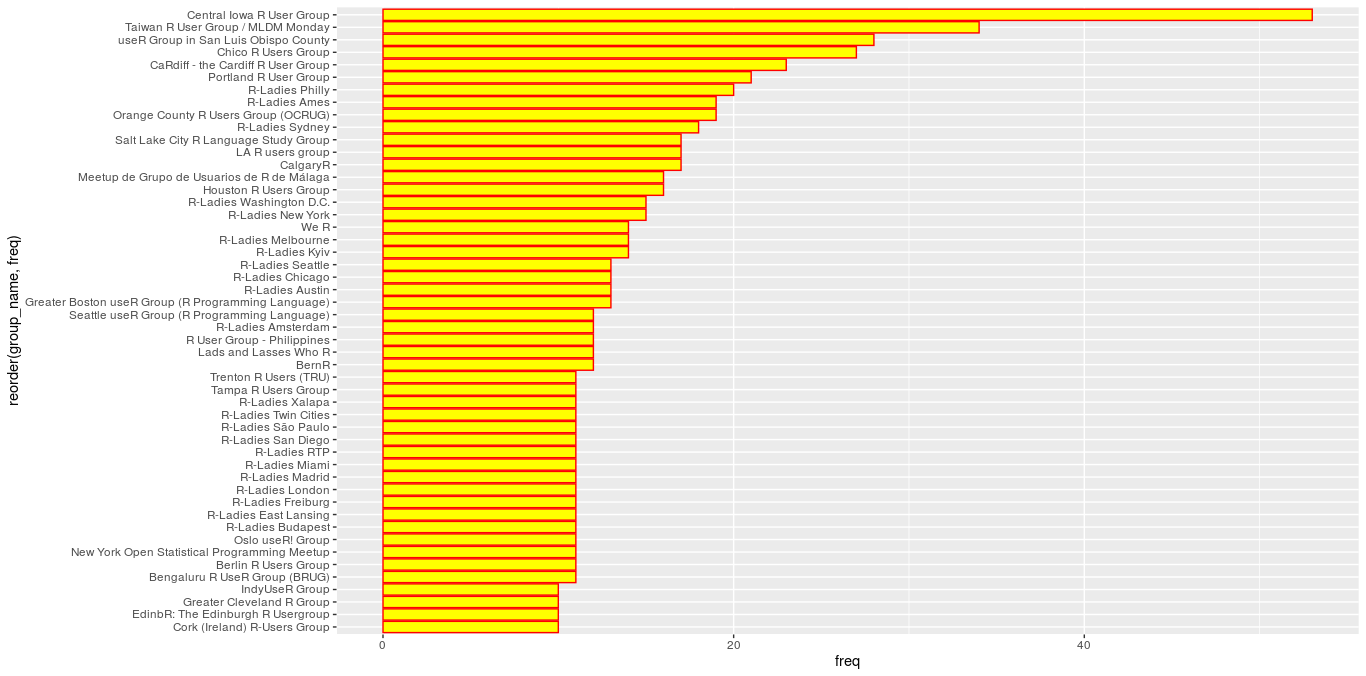 Central Iowa R User Group
Taiwan R User Group / MLDM Monday
useR Group in San Luis Obispo County
Chico R Users Group
CaRdiff - the Cardiff R User Group
Portland R User Group
R-Ladies Philly
R-Ladies Ames
Orange County R Users Group (OCRUG)
R-Ladies Sydney
Salt Lake City R Language Study Group
LA R users group
CalgaryR
Meetup de Grupo de Usuarios de R de Málaga
Houston R Users Group
R-Ladies Washington D.C.
R-Ladies New York
We R
R-Ladies Melbourne
R-Ladies Kyiv
R-Ladies Seattle
R-Ladies Chicago
R-Ladies Austin
Greater Boston useR Group (R Programming Language)
Seattle useR Group (R Programming Language)
R-Ladies Amsterdam
R User Group - Philippines
Lads and Lasses Who R
BernR
Trenton R Users (TRU)
Tampa R Users Group
R-Ladies Xalapa
R-Ladies Twin Cities
R-Ladies São Paulo
R-Ladies San Diego
R-Ladies RTP
R-Ladies Miami
R-Ladies Madrid
R-Ladies London
R-Ladies Freiburg
R-Ladies East Lansing
R-Ladies Budapest
Oslo useR! Group
New York Open Statistical Programming Meetup
Berlin R Users Group
Bengaluru R UseR Group (BRUG)
IndyUseR Group
Greater Cleveland R Group
EdinbR: The Edinburgh R Usergroup
Cork (Ireland) R-Users Group
reorder(group_name, freq)
0 20 40
freq